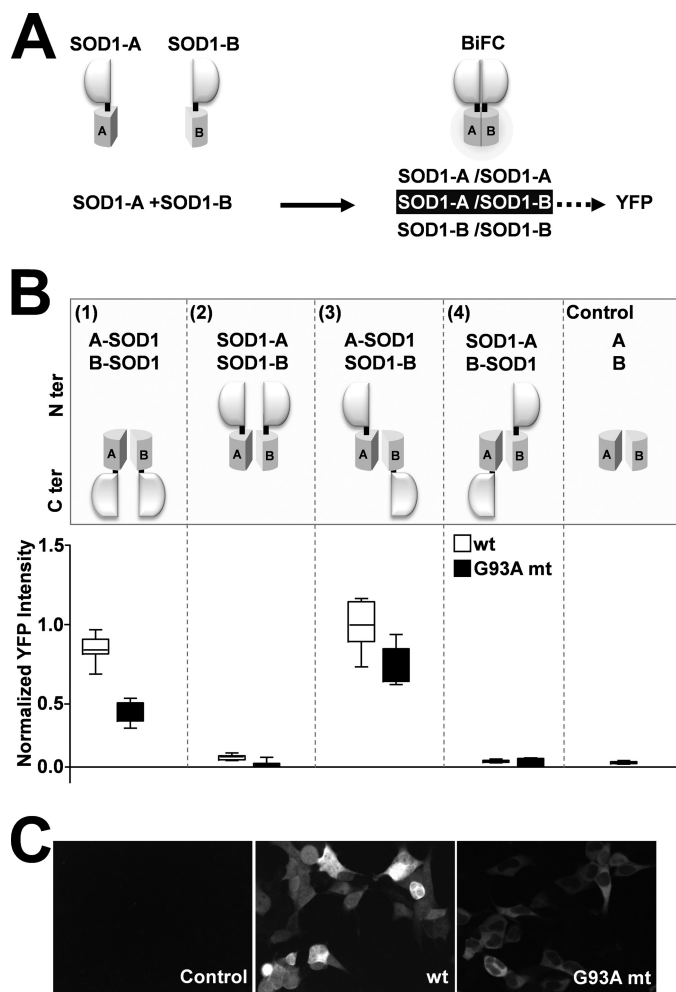 A
SOD1-A
SOD1-B
BiFC
A
B
A B
SOD1-A +SOD1-B
SOD1-A /SOD1-A
SOD1-A /SOD1-B
YFP
SOD1-B /SOD1-B
B
(1)
(2)
(3)
(4)
Control
A-SOD1
B-SOD1
SOD1-A
SOD1-B
A-SOD1
SOD1-B
SOD1-A
B-SOD1
A
B
N ter
C ter
A B
A B
A B
A B
A B
Normalized YFP Intensity
1.5
1.0
0.5
0.0
wt
G93A mt
C
Control
wt
G93A mt